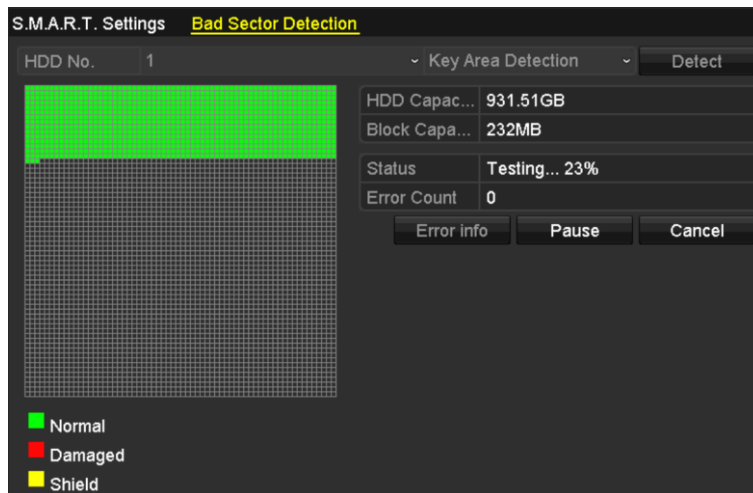 S.M.A.R.T. Settings Bad Sector Detection
HDD No. 1 Key Area Detection Detect
HDD Capac... 931.51GB
Block Capa... 232MB
Status Testing... 23%
Error Count 0
Error info Pause Cancel
Normal
Damaged
Shield